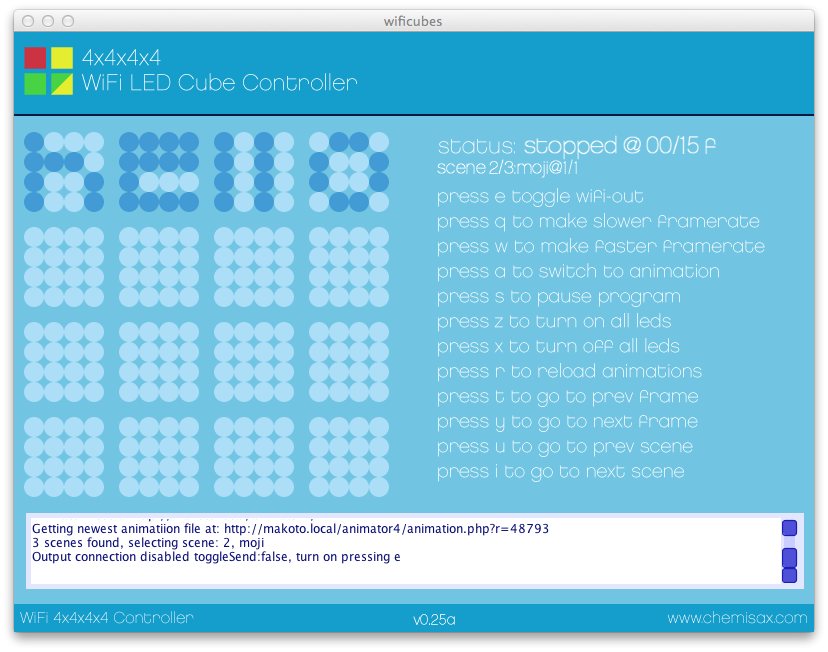 wificubes
4x4x4x4
WiFi LED Cube Controller
status: stopped @ 00/15 f
scene 2/3:moji@1/1
press e toggle wifi-out
press q to make slower framerate
press w to make faster framerate
press a to switch to animation
press s to pause program
press z to turn on all leds
press x to turn off all leds
press r to reload animations
press t to go to prev frame
press y to go to next frame
press u to go to prev scene
press i to go to next scene
Getting newest animatiion file at: http://makoto.local/animator4/animation.php?r=48793
3 scenes found, selecting scene: 2, moji
Output connection disabled toggleSend:false, turn on pressing e
WiFi 4x4x4x4 Controller
v0.25a
www.chemisax.com